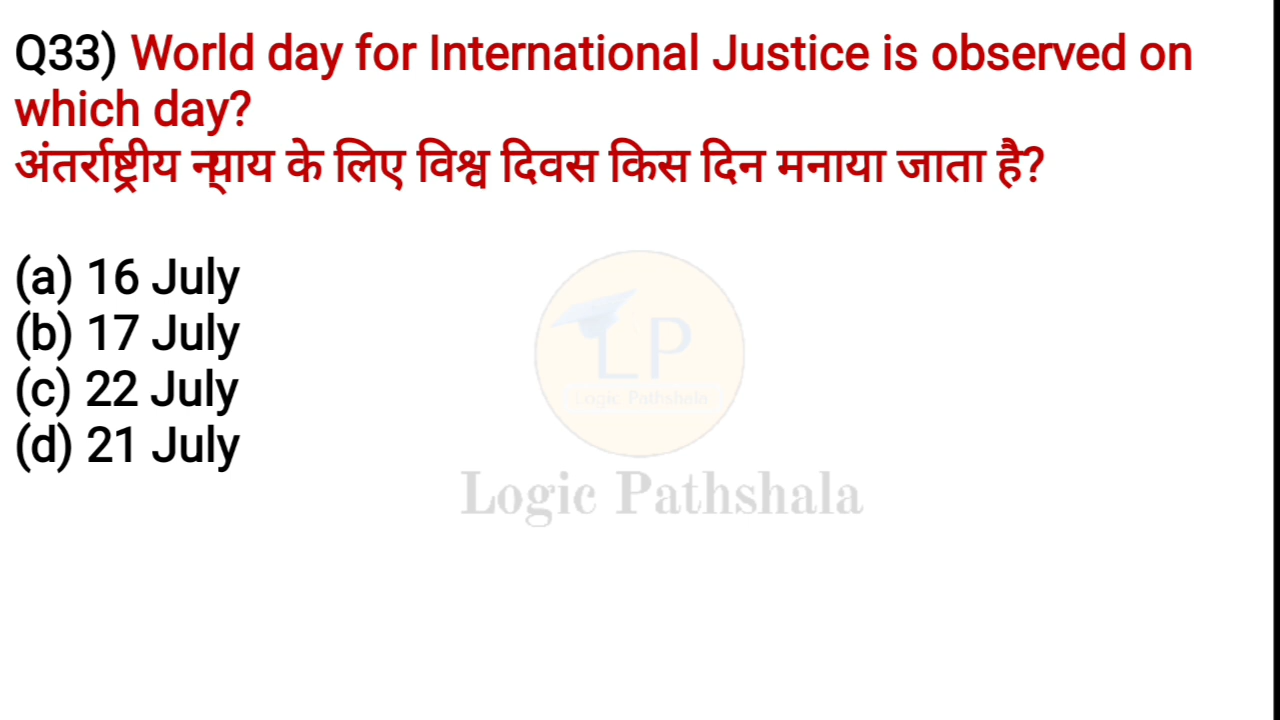 Q33) World day for International Justice is observed on
which day?
अंतर्राष्ट्रीय न्याय के लिए विश्व दिवस किस दिन मनाया जाता है?
(a) 16 July
(b) 17 July
(c) 22 July
(d) 21 July
LP
Logic Pathshala
Logic Pathshala